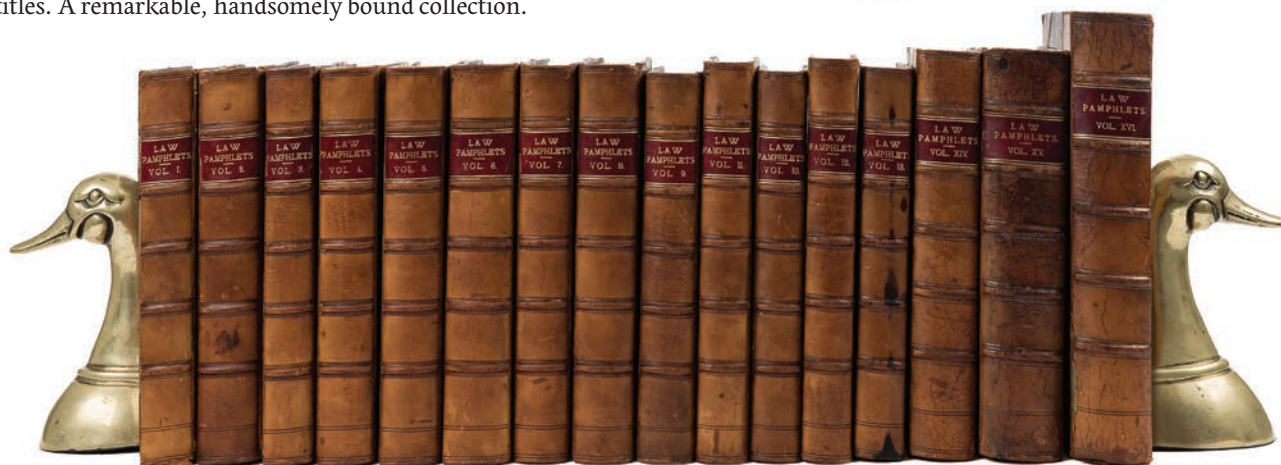 titles. A remarkable, handsomely bound collection.
LAW
PAMPHLETS
VOL. I.
LAW
PAMPHLETS
VOL. 2.
LAW
PAMPHLETS
VOL. 3.
LAW
PAMPHLETS
VOL. 4.
LAW
PAMPHLETS
VOL. 5.
LAW
PAMPHLETS
VOL. 6.
LAW
PAMPHLETS
VOL. 7.
LAW
PAMPHLETS
VOL. 8.
LAW
PAMPHLETS
VOL. 9.
LAW
PAMPHLETS
VOL. 11.
LAW
PAMPHLETS
VOL. 10.
LAW
PAMPHLETS
VOL. 12.
LAW
PAMPHLETS
VOL. 13.
LAW
PAMPHLETS
VOL. XIV.
LAW
PAMPHLETS
VOL. XV.
LAW
PAMPHLETS
VOL. XVI.